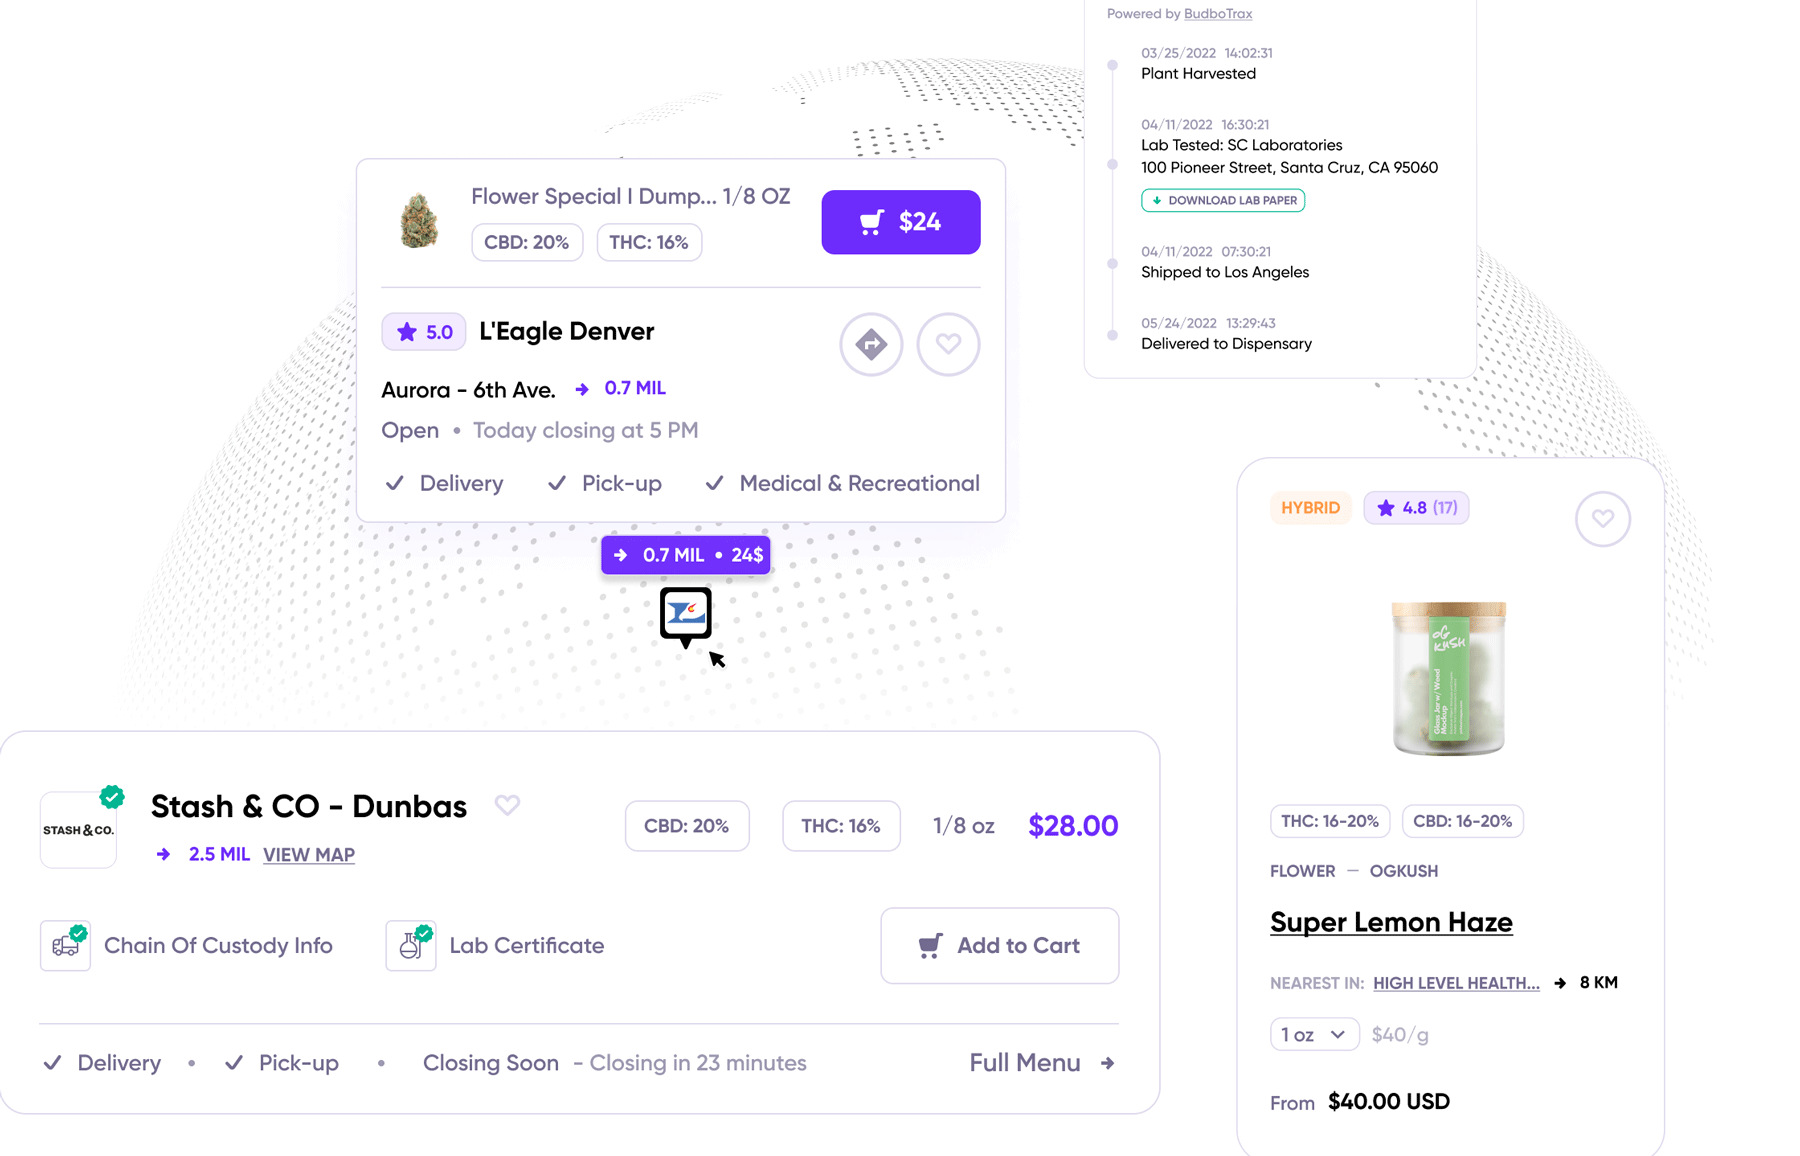 Powered by BudboTrax
03/25/2022 14:02:31
Plant Harvested
04/11/2022 16:30:21
Lab Tested: SC Laboratories
100 Pioneer Street, Santa Cruz, CA 95060
DOWNLOAD LAB PAPER
04/11/2022 07:30:21
Shipped to Los Angeles
05/24/2022 13:29:43
Delivered to Dispensary
Flower Special I Dump... 1/8 OZ
CBD: 20% THC: 16%
$24
5.0 L'Eagle Denver
Aurora - 6th Ave. 0.7 MIL
Open • Today closing at 5 PM
Delivery Pick-up Medical & Recreational
0.7 MIL • 24$
HYBRID 4.8 (17)
OG
KUSH
Glass Jar w/ Weed
Mockup
THC: 16-20% CBD: 16-20%
FLOWER — OGKUSH
Super Lemon Haze
NEAREST IN: HIGH LEVEL HEALTH... 8 KM
1 oz $40/g
From $40.00 USD
STASH & CO.
Stash & CO - Dunbas
2.5 MIL VIEW MAP
CBD: 20% THC: 16% 1/8 oz $28.00
Chain Of Custody Info Lab Certificate
Add to Cart
Delivery • Pick-up • Closing Soon - Closing in 23 minutes
Full Menu